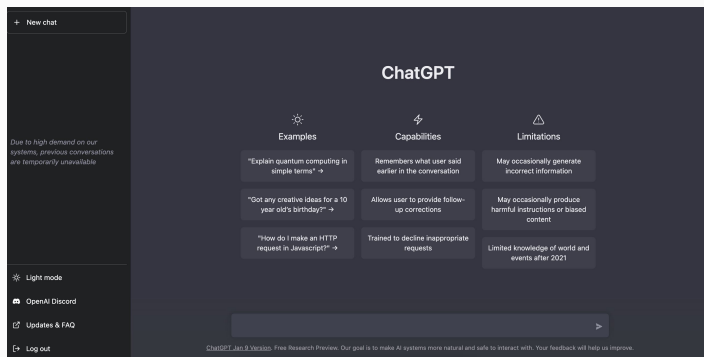 + New chat
Due to high demand on our
systems, previous conversations
are temporarily unavailable
Light mode
OpenAI Discord
Updates & FAQ
Log out
ChatGPT
Examples
"Explain quantum computing in
simple terms" →
"Got any creative ideas for a 10
year old's birthday?" →
"How do I make an HTTP
request in Javascript?" →
Capabilities
Remembers what user said
earlier in the conversation
Allows user to provide follow-
up corrections
Trained to decline inappropriate
requests
Limitations
May occasionally generate
incorrect information
May occasionally produce
harmful instructions or biased
content
Limited knowledge of world and
events after 2021
ChatGPT Jan 9 Version. Free Research Preview. Our goal is to make AI systems more natural and safe to interact with. Your feedback will help us improve.